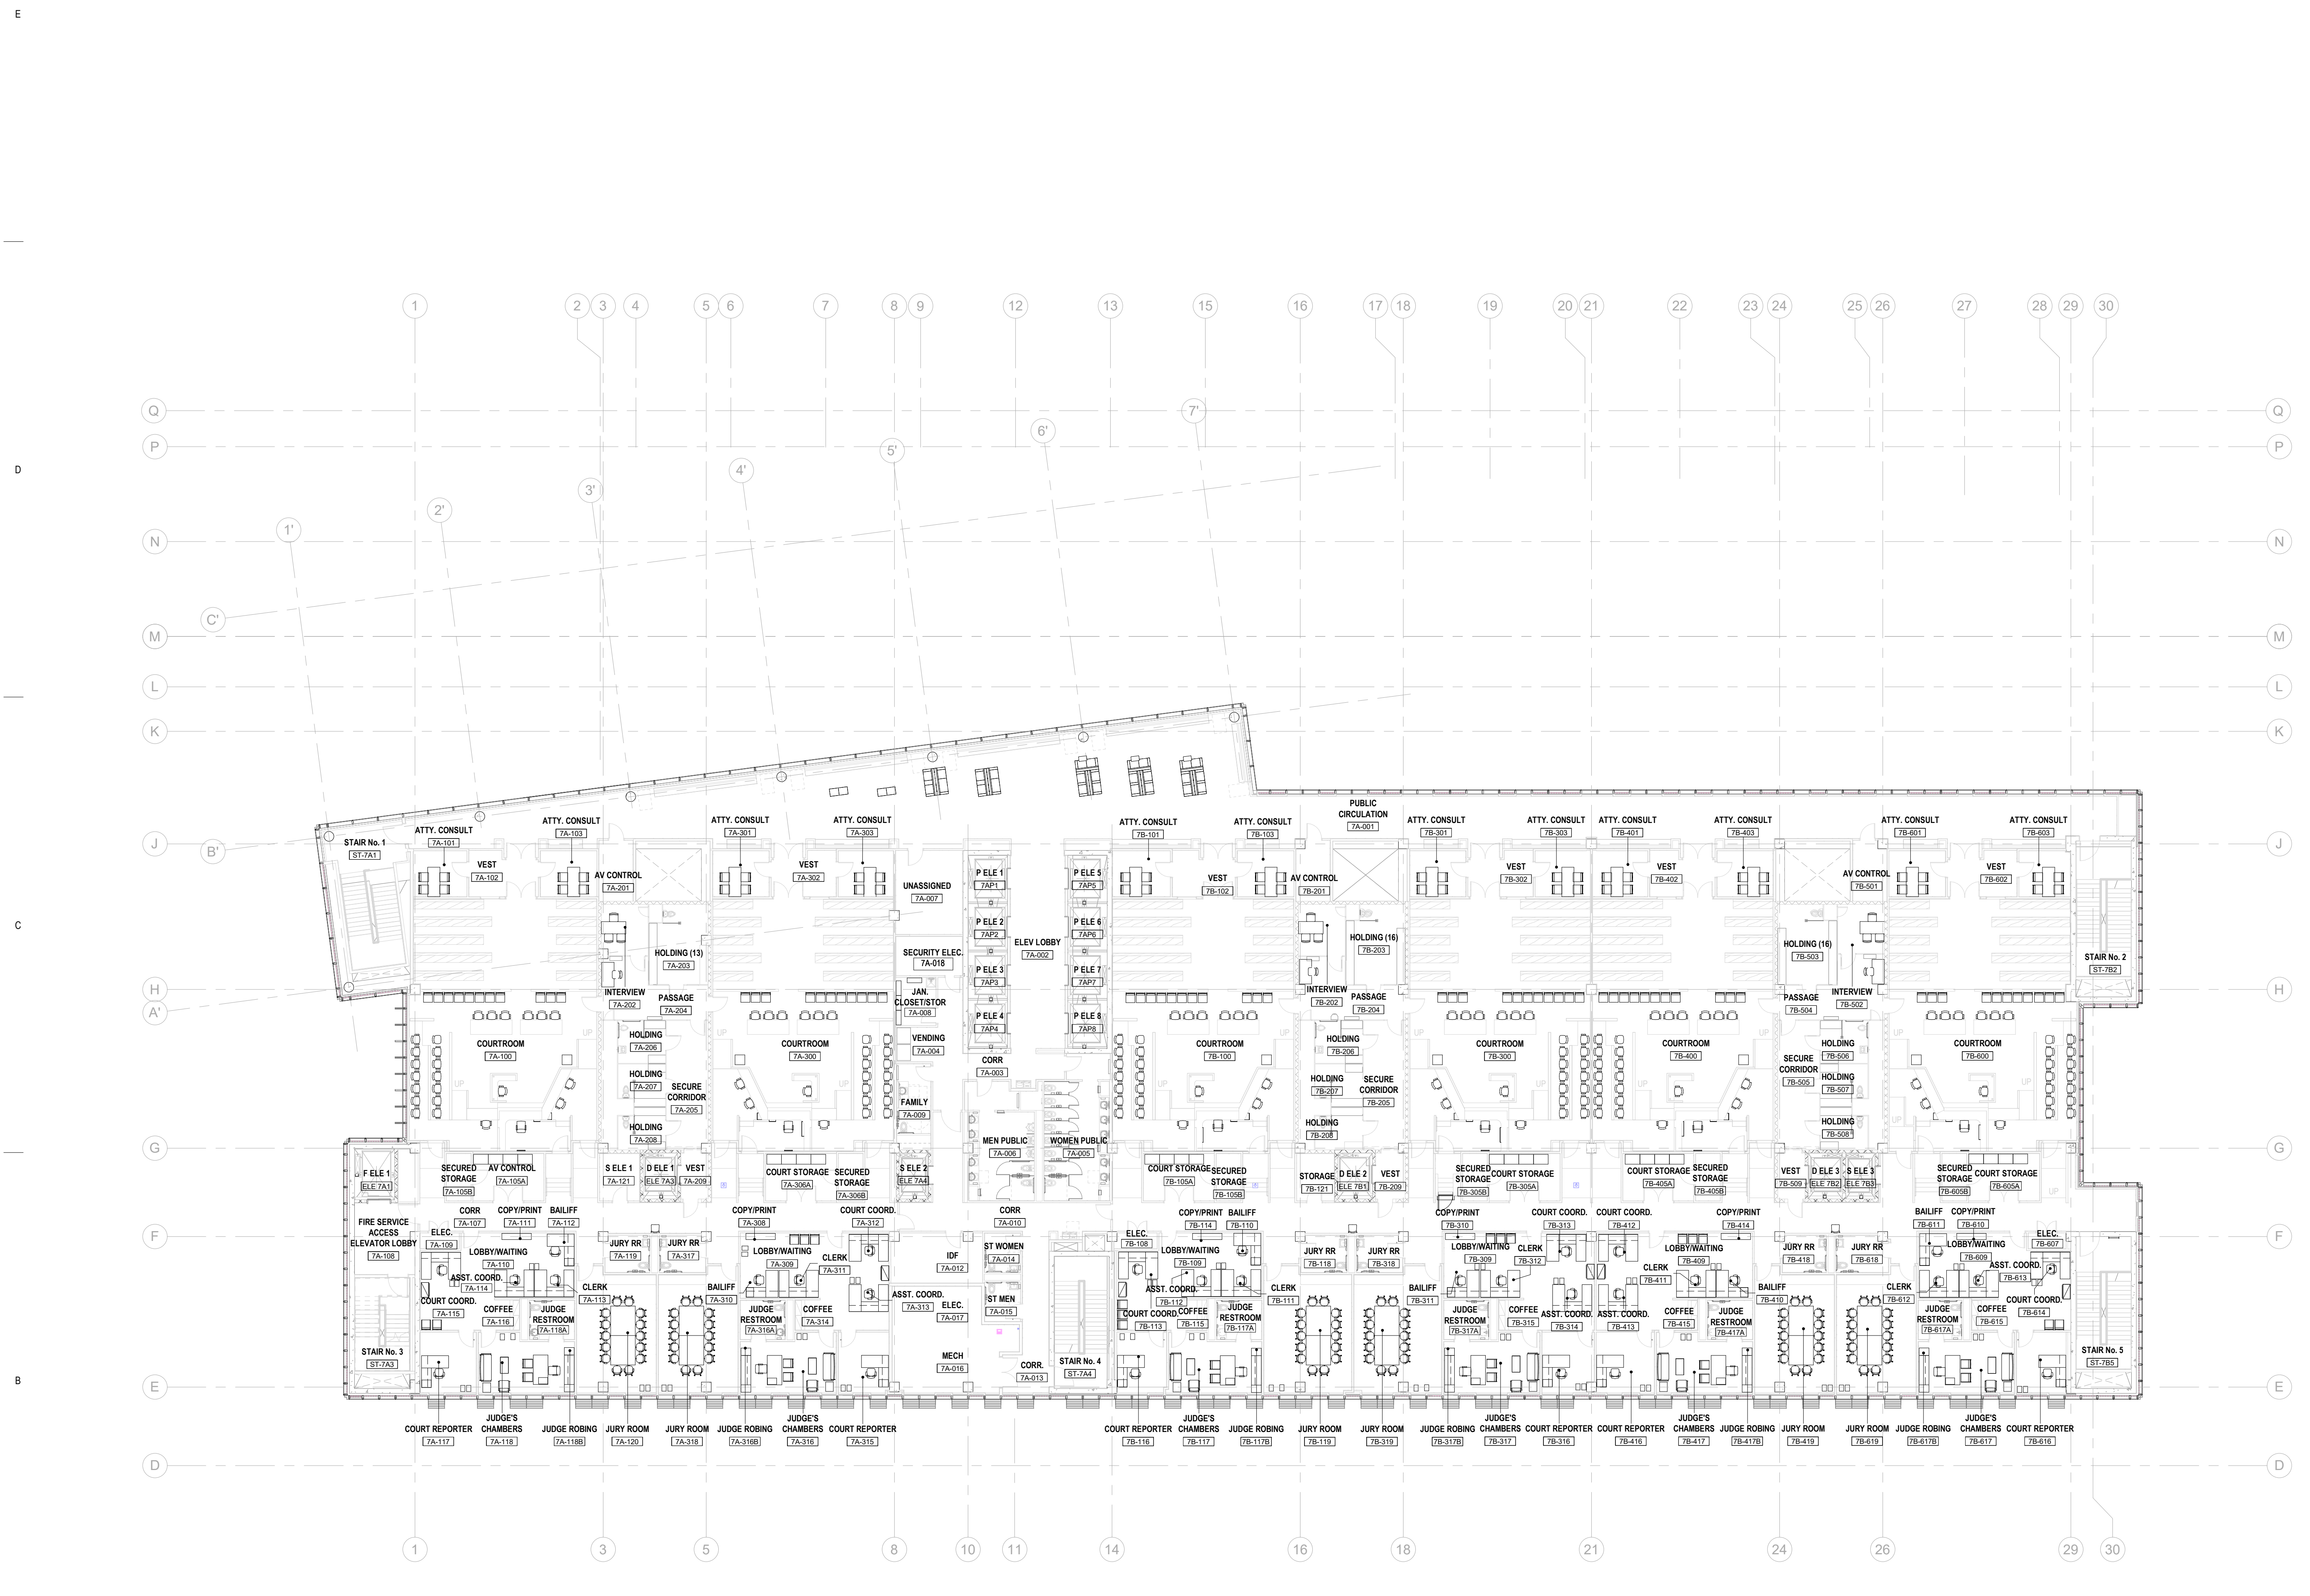 E
D
C
B
1
2
3
4
5
6
7
8
9
12
13
15
16
17
18
19
20
21
22
23
24
25
26
27
28
29
30
Q
Q
7'
6'
P
P
5'
4'
3'
2'
1'
N
N
C'
M
M
L
L
K
K
J
J
B'
H
H
A'
G
G
F
F
E
E
D
D
1
3
5
8
10
11
14
16
18
21
24
26
29
30
STAIR No. 1
ST-7A1
ATTY. CONSULT
7A-101
VEST
7A-102
ATTY. CONSULT
7A-103
AV CONTROL
7A-201
ATTY. CONSULT
7A-301
VEST
7A-302
ATTY. CONSULT
7A-303
UNASSIGNED
7A-007
P ELE 1
7AP1
P ELE 2
7AP2
P ELE 3
7AP3
P ELE 4
7AP4
ELEV LOBBY
7A-002
P ELE 5
7AP5
P ELE 6
7AP6
P ELE 7
7AP7
P ELE 8
7AP8
ATTY. CONSULT
7B-101
VEST
7B-102
ATTY. CONSULT
7B-103
PUBLIC
CIRCULATION
7A-001
AV CONTROL
7B-201
ATTY. CONSULT
7B-301
VEST
7B-302
ATTY. CONSULT
7B-303
ATTY. CONSULT
7B-401
VEST
7B-402
ATTY. CONSULT
7B-403
AV CONTROL
7B-501
ATTY. CONSULT
7B-601
VEST
7B-602
ATTY. CONSULT
7B-603
STAIR No. 2
ST-7B2
HOLDING (13)
7A-203
SECURITY ELEC.
7A-018
HOLDING (16)
7B-203
HOLDING (16)
7B-503
INTERVIEW
7A-202
PASSAGE
7A-204
JAN.
CLOSET/STOR
7A-008
INTERVIEW
7B-202
PASSAGE
7B-204
PASSAGE
7B-504
INTERVIEW
7B-502
COURTROOM
7A-100
HOLDING
7A-206
HOLDING
7A-207
SECURE
CORRIDOR
7A-205
HOLDING
7A-208
COURTROOM
7A-300
VENDING
7A-004
CORR
7A-003
FAMILY
7A-009
MEN PUBLIC
7A-006
WOMEN PUBLIC
7A-005
COURTROOM
7B-100
HOLDING
7B-206
HOLDING
7B-207
SECURE
CORRIDOR
7B-205
HOLDING
7B-208
COURTROOM
7B-300
COURTROOM
7B-400
SECURE
CORRIDOR
7B-505
HOLDING
7B-506
HOLDING
7B-507
HOLDING
7B-508
COURTROOM
7B-600
UP
UP
UP
UP
UP
UP
UP
UP
UP
UP
UP
UP
UP
F ELE 1
ELE 7A1
SECURED
STORAGE
7A-105B
AV CONTROL
7A-105A
S ELE 1
7A-121
D ELE 1
ELE 7A3
VEST
7A-209
COURT STORAGE
7A-306A
SECURED
STORAGE
7A-306B
S ELE 2
ELE 7A4
COURT STORAGE
7B-105A
SECURED
STORAGE
7B-105B
STORAGE
7B-121
D ELE 2
ELE 7B1
VEST
7B-209
SECURED
STORAGE
7B-305B
COURT STORAGE
7B-305A
COURT STORAGE
7B-405A
SECURED
STORAGE
7B-405B
VEST
7B-509
D ELE 3
ELE 7B2
S ELE 3
ELE 7B3
SECURED
STORAGE
7B-605B
COURT STORAGE
7B-605A
FIRE SERVICE
ACCESS
ELEVATOR LOBBY
7A-108
CORR
7A-107
COPY/PRINT
7A-111
BAILIFF
7A-112
ELEC.
7A-109
LOBBY/WAITING
7A-110
ASST. COORD.
7A-114
COURT COORD.
7A-115
COFFEE
7A-116
JUDGE
RESTROOM
7A-118A
CLERK
7A-113
JURY RR
7A-119
JURY RR
7A-317
COPY/PRINT
7A-308
COURT COORD.
7A-312
LOBBY/WAITING
7A-309
CLERK
7A-311
BAILIFF
7A-310
JUDGE
RESTROOM
7A-316A
COFFEE
7A-314
ASST. COORD.
7A-313
CORR
7A-010
IDF
7A-012
ST WOMEN
7A-014
ST MEN
7A-015
ELEC.
7A-017
MECH
7A-016
CORR.
7A-013
STAIR No. 4
ST-7A4
ELEC.
7B-108
COPY/PRINT
7B-114
BAILIFF
7B-110
LOBBY/WAITING
7B-109
ASST. COORD.
7B-112
COURT COORD.
7B-113
COFFEE
7B-115
JUDGE
RESTROOM
7B-117A
CLERK
7B-111
JURY RR
7B-118
JURY RR
7B-318
COPY/PRINT
7B-310
COURT COORD.
7B-313
LOBBY/WAITING
7B-309
CLERK
7B-312
BAILIFF
7B-311
JUDGE
RESTROOM
7B-317A
COFFEE
7B-315
ASST. COORD.
7B-314
COURT COORD.
7B-412
COPY/PRINT
7B-414
LOBBY/WAITING
7B-409
CLERK
7B-411
ASST. COORD.
7B-413
COFFEE
7B-415
JUDGE
RESTROOM
7B-417A
BAILIFF
7B-410
JURY RR
7B-418
JURY RR
7B-618
BAILIFF
7B-611
COPY/PRINT
7B-610
ELEC.
7B-607
LOBBY/WAITING
7B-609
ASST. COORD.
7B-613
CLERK
7B-612
COURT COORD.
7B-614
JUDGE
RESTROOM
7B-617A
COFFEE
7B-615
STAIR No. 3
ST-7A3
STAIR No. 5
ST-7B5
COURT REPORTER
7A-117
JUDGE'S
CHAMBERS
7A-118
JUDGE ROBING
7A-118B
JURY ROOM
7A-120
JURY ROOM
7A-318
JUDGE ROBING
7A-316B
JUDGE'S
CHAMBERS
7A-316
COURT REPORTER
7A-315
COURT REPORTER
7B-116
JUDGE'S
CHAMBERS
7B-117
JUDGE ROBING
7B-117B
JURY ROOM
7B-119
JURY ROOM
7B-319
JUDGE ROBING
7B-317B
JUDGE'S
CHAMBERS
7B-317
COURT REPORTER
7B-316
COURT REPORTER
7B-416
JUDGE'S
CHAMBERS
7B-417
JUDGE ROBING
7B-417B
JURY ROOM
7B-419
JURY ROOM
7B-619
JUDGE ROBING
7B-617B
JUDGE'S
CHAMBERS
7B-617
COURT REPORTER
7B-616